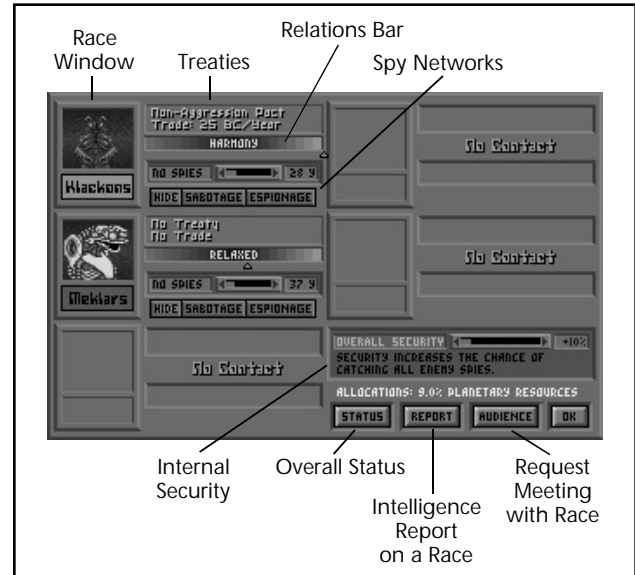 Race
Window
Treaties
Relations Bar
Spy Networks
Non-Aggression Pact
Trade: 25 BC/Year
HARMONY
NO SPIES 28 Y
HIDE SABOTAGE ESPIONAGE
Klackons
No Contact
No Treaty
No Trade
RELAXED
NO SPIES 37 Y
HIDE SABOTAGE ESPIONAGE
Meklars
No Contact
No Contact
OVERALL SECURITY +10%
SECURITY INCREASES THE CHANCE OF
CATCHING ALL ENEMY SPIES.
ALLOCATIONS: 9.0% PLANETARY RESOURCES
STATUS REPORT AUDIENCE OK
Internal
Security
Overall Status
Intelligence
Report
on a Race
Request
Meeting
with Race